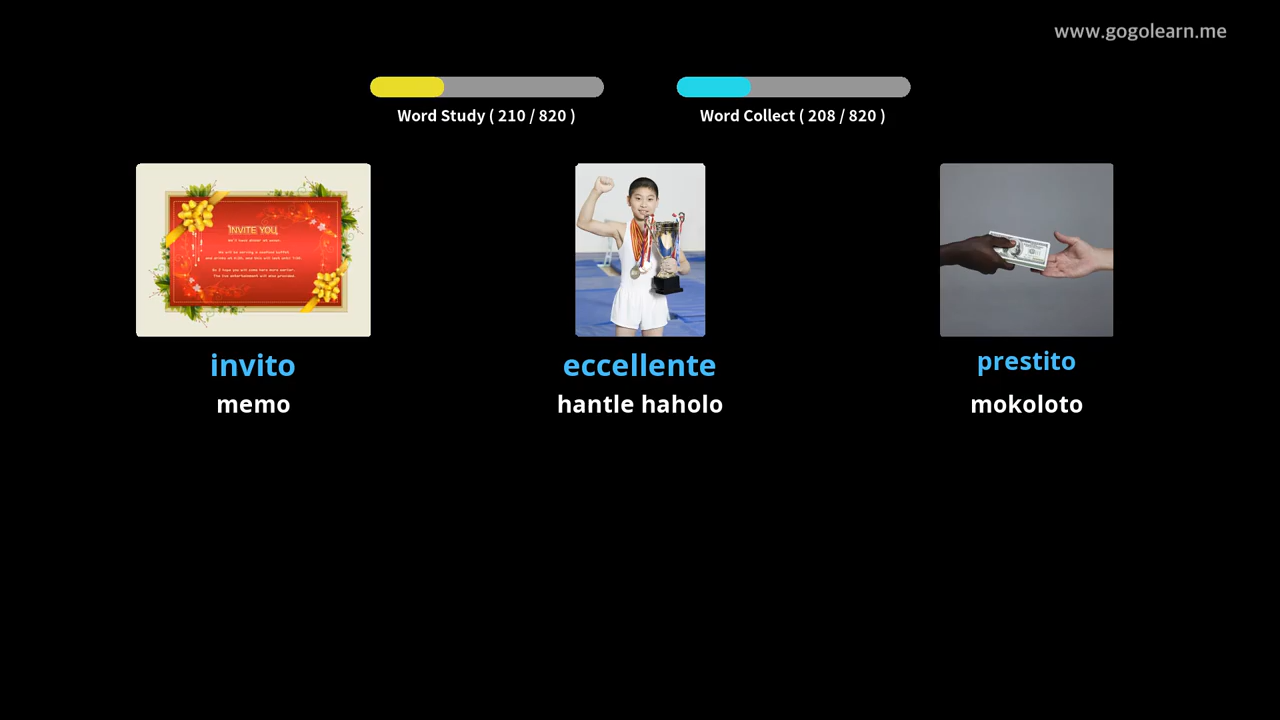 www.gogolearn.me
Word Study ( 210 / 820 )
Word Collect ( 208 / 820 )
INVITE YOU
invito
eccellente
prestito
memo
hantle haholo
mokoloto